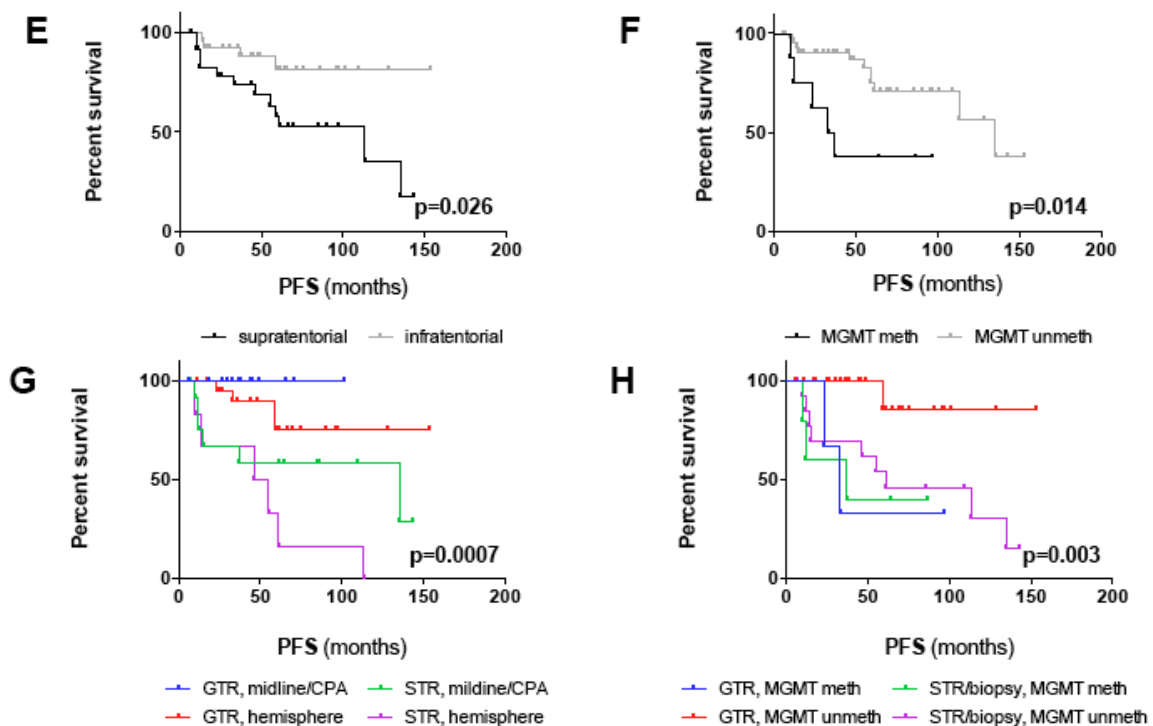 E
Percent survival
100
50
0
0 50 100 150 200
p=0.026
PFS (months)
supratentorial infratentorial
F
Percent survival
100
50
0
0 50 100 150 200
p=0.014
PFS (months)
MGMT meth MGMT unmeth
G
Percent survival
100
50
0
0 50 100 150 200
p=0.0007
PFS (months)
GTR, midline/CPA STR, mildine/CPA
GTR, hemisphere STR, hemisphere
H
Percent survival
100
50
0
0 50 100 150 200
p=0.003
PFS (months)
GTR, MGMT meth STR/biopsy, MGMT meth
GTR, MGMT unmeth STR/biopsy, MGMT unmeth